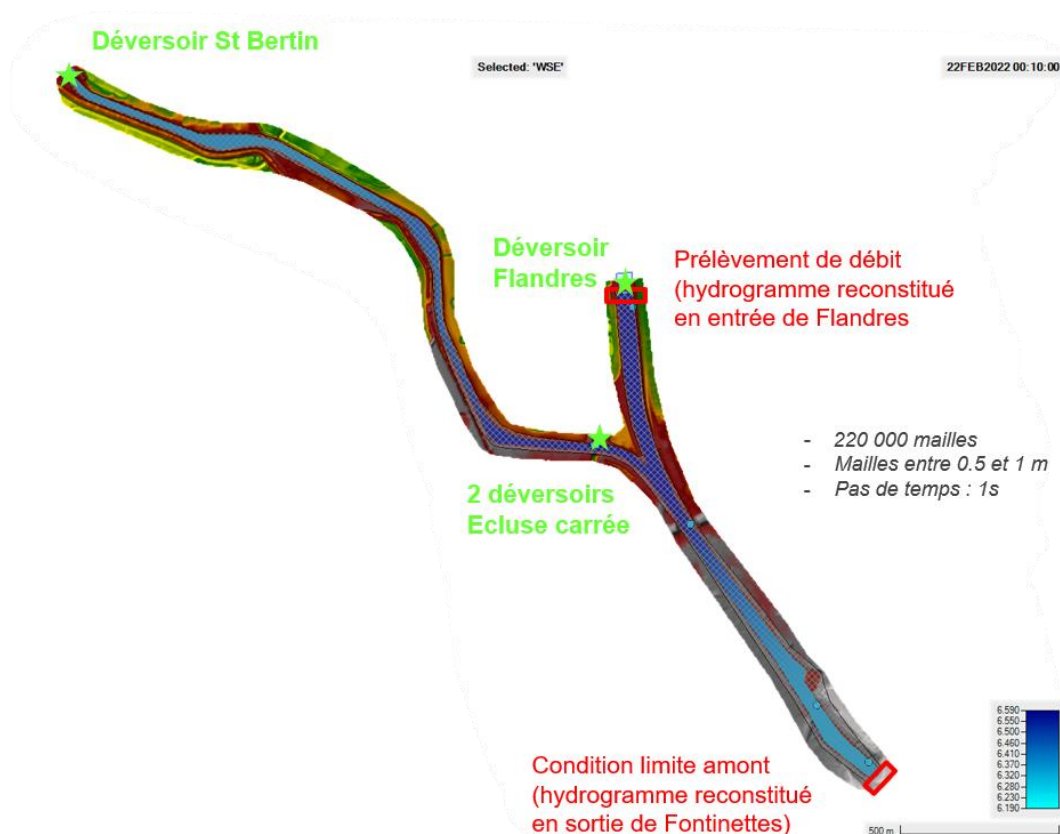 Déversoir St Bertin
Selected: 'WSE'
22FEB2022 00:10:00
Déversoir
Flandres
Prélèvement de débit
(hydrogramme reconstitué
en entrée de Flandres
- 220 000 mailles
- Mailles entre 0.5 et 1 m
- Pas de temps : 1s
2 déversoirs
Ecluse carrée
Condition limite amont
(hydrogramme reconstitué
en sortie de Fontinettes)
6.590
6.550
6.500
6.460
6.410
6.370
6.320
6.280
6.230
6.190
500 m